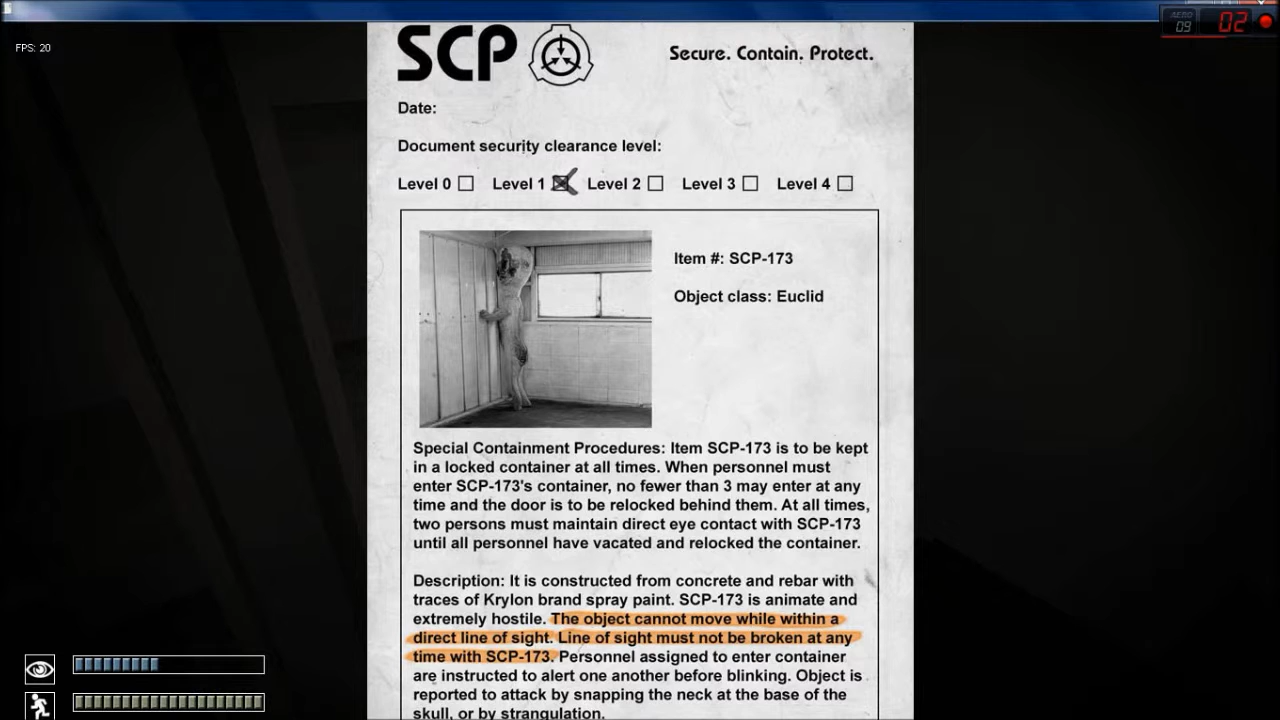 FPS: 20
AERO
09
02
SCP
Secure. Contain. Protect.
Date:
Document security clearance level:
Level 0 Level 1 Level 2 Level 3 Level 4
Item #: SCP-173
Object class: Euclid
Special Containment Procedures: Item SCP-173 is to be kept
in a locked container at all times. When personnel must
enter SCP-173's container, no fewer than 3 may enter at any
time and the door is to be relocked behind them. At all times,
two persons must maintain direct eye contact with SCP-173
until all personnel have vacated and relocked the container.
Description: It is constructed from concrete and rebar with
traces of Krylon brand spray paint. SCP-173 is animate and
extremely hostile. The object cannot move while within a
direct line of sight. Line of sight must not be broken at any
time with SCP-173. Personnel assigned to enter container
are instructed to alert one another before blinking. Object is
reported to attack by snapping the neck at the base of the
skull, or by strangulation.